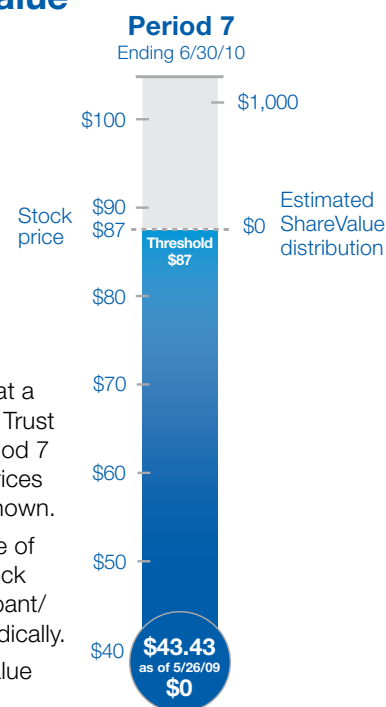 alue
Period 7
Ending 6/30/10
$1,000
$100
$90
Stock
price
$87
Threshold
$87
$0
Estimated
ShareValue
distribution
$80
$70
$60
$50
$40
at a
Trust
od 7
ices
nown.
e of
ock
pant/
dically.
alue
$43.43
as of 5/26/09
$0